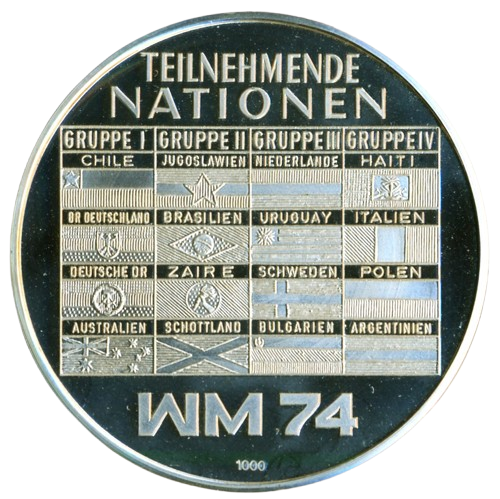 TEILNEHMENDE
NATIONEN
GRUPPE I GRUPPE II GRUPPE III GRUPPE IV
CHILE JUGOSLAWIEN NIEDERLANDE HAITI
BR DEUTSCHLAND BRASILIEN URUGUAY ITALIEN
DEUTSCHE DR ZAIRE SCHWEDEN POLEN
AUSTRALIEN SCHOTTLAND BULGARIEN ARGENTINIEN
WM 74
1000